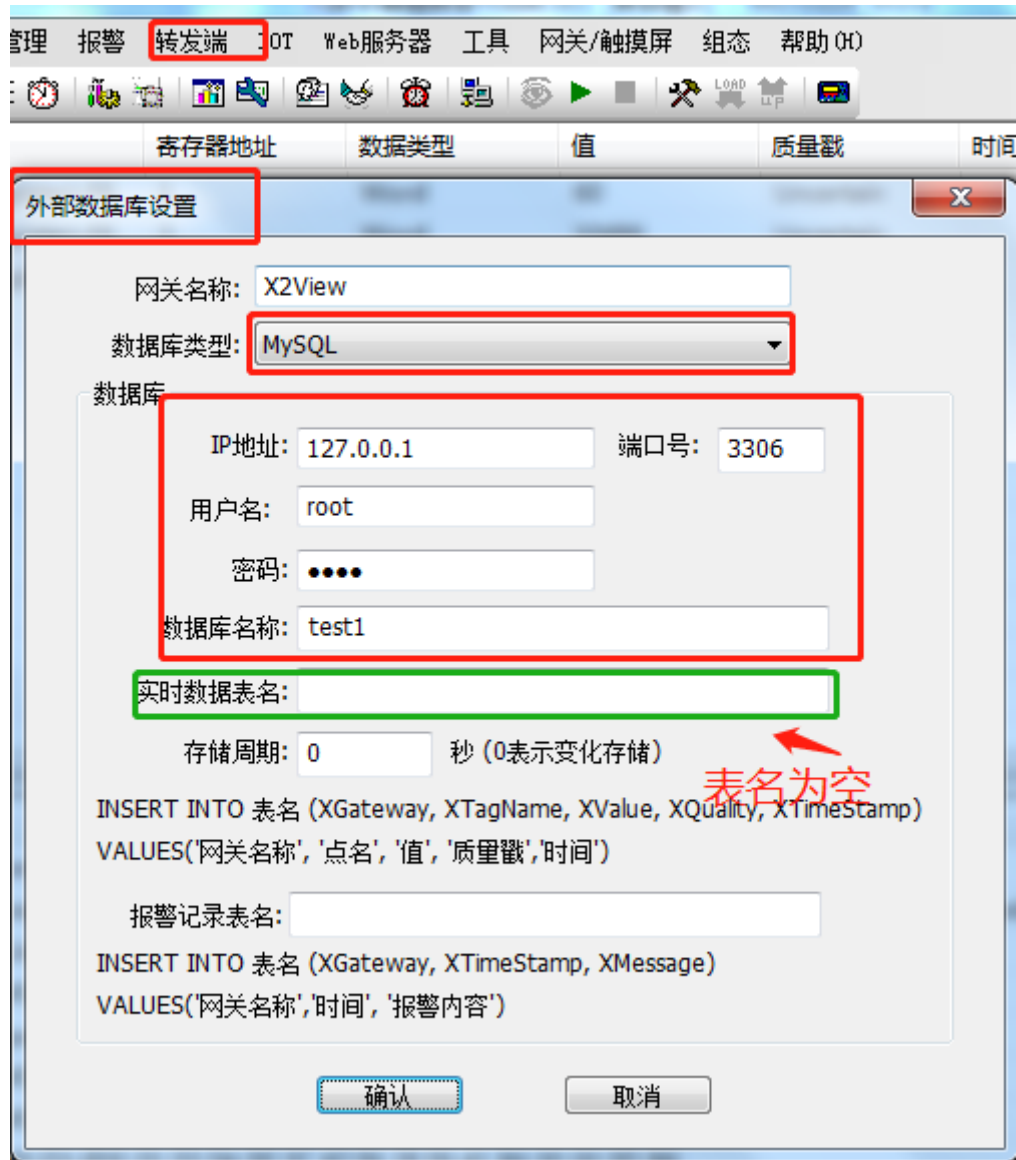 管理 报警 转发端 IOT Web服务器 工具 网关/触摸屏 组态 帮助(H)
LOAD UP
寄存器地址 数据类型 值 质量戳 时间
外部数据库设置
网关名称: X2View
数据库类型: MySQL
数据库
IP地址: 127.0.0.1 端口号: 3306
用户名: root
密码: ●●●●
数据库名称: test1
实时数据表名:
存储周期: 0 秒 (0表示变化存储)
表名为空
INSERT INTO 表名 (XGateway, XTagName, XValue, XQuality, XTimeStamp)
VALUES('网关名称', '点名', '值', '质量戳','时间')
报警记录表名:
INSERT INTO 表名 (XGateway, XTimeStamp, XMessage)
VALUES('网关名称','时间', '报警内容')
确认 取消